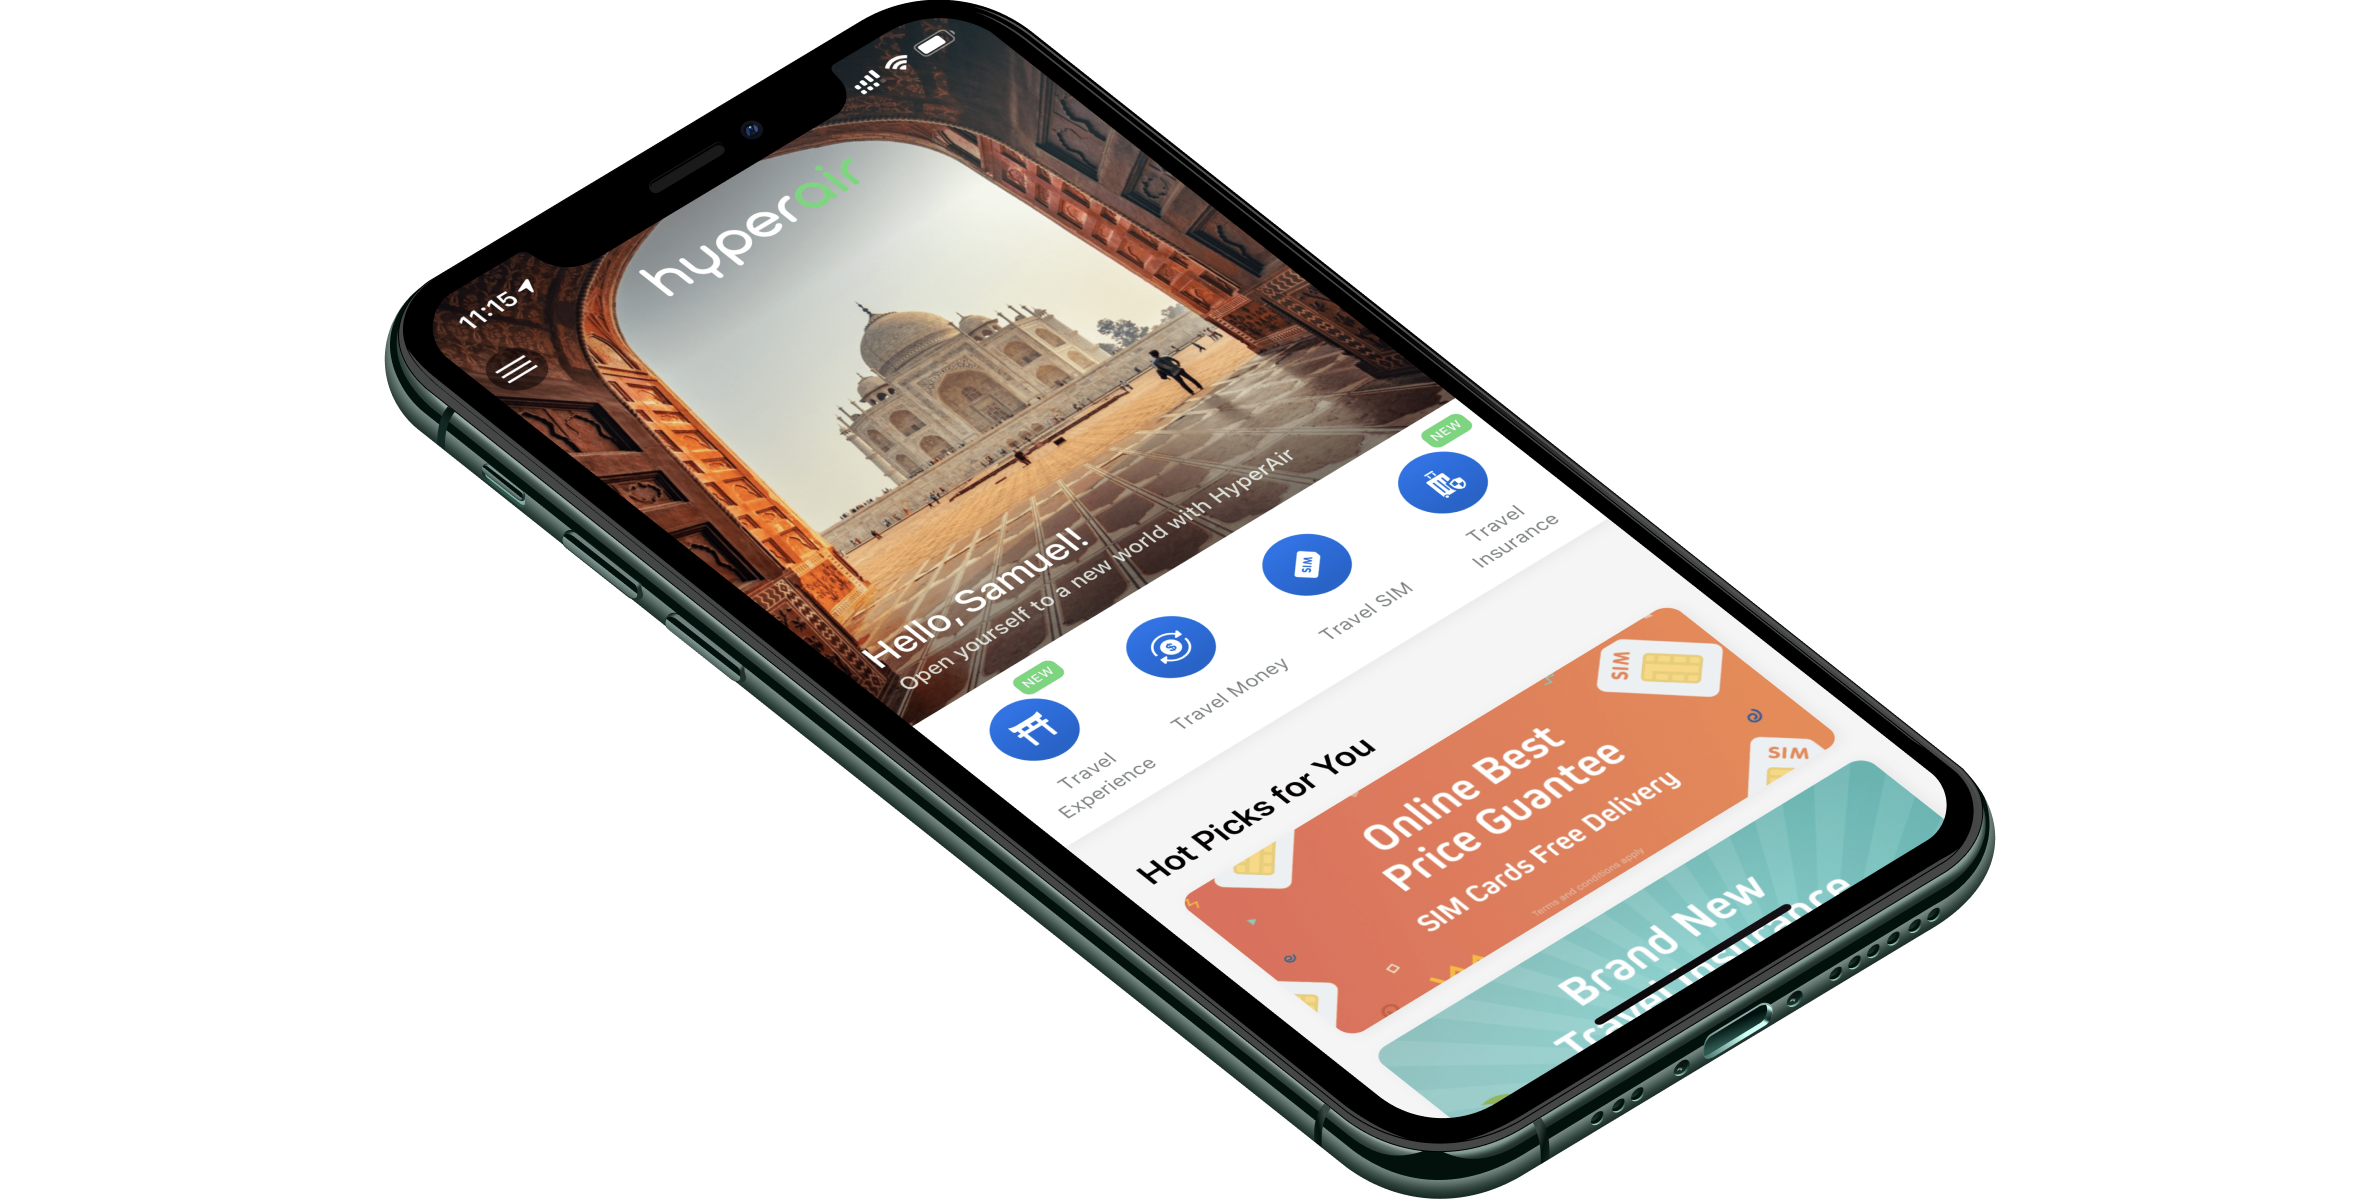 11:15
hyperair
Hello, Samuel!
Open yourself to a new world with HyperAir
NEW
Travel
Experience
Travel Money
WIS
Travel SIM
NEW
Travel
Insurance
Hot Picks for You
WIS
SIM
Online Best
Price Guantee
SIM Cards Free Delivery
Terms and conditions apply
Brand New
Travel Insurance